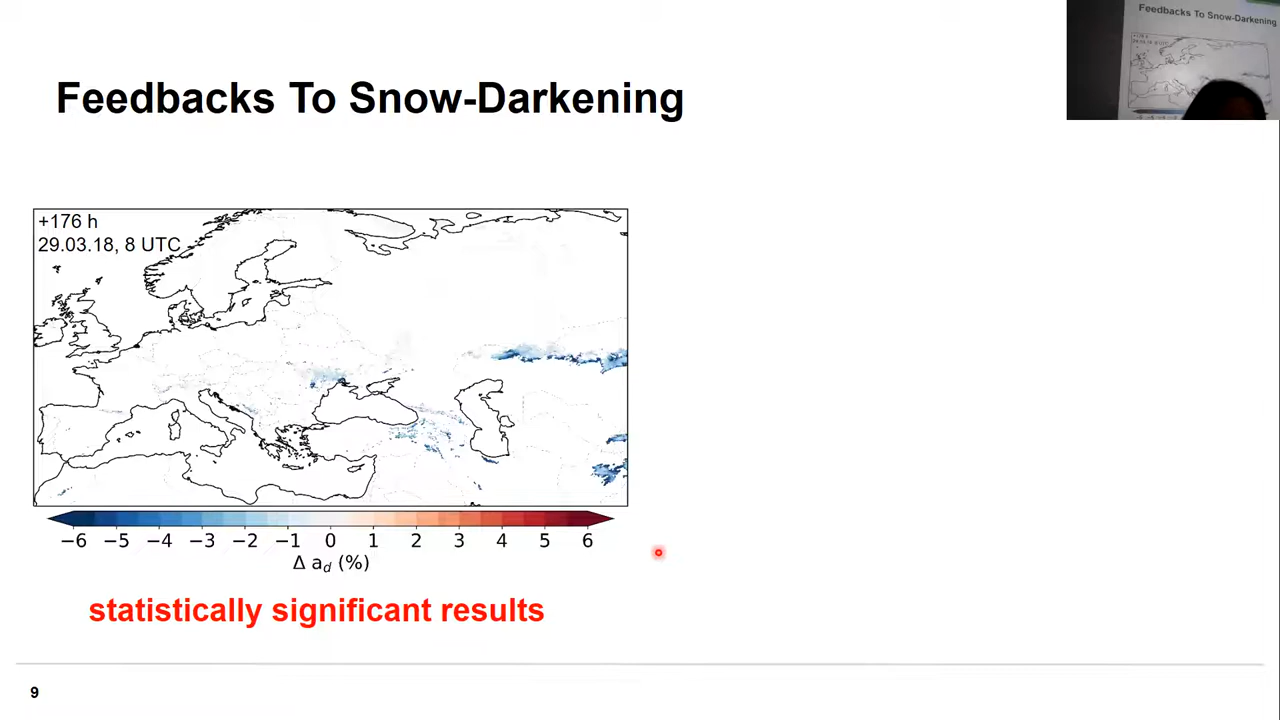 Feedbacks To Snow-Darkening
Feedbacks To Snow-Darkening
+176 h
29.03.18, 8 UTC
−6 −5 −4 −3 −2 −1 0 1 2 3 4 5 6
Δ a_d (%)
statistically significant results
9